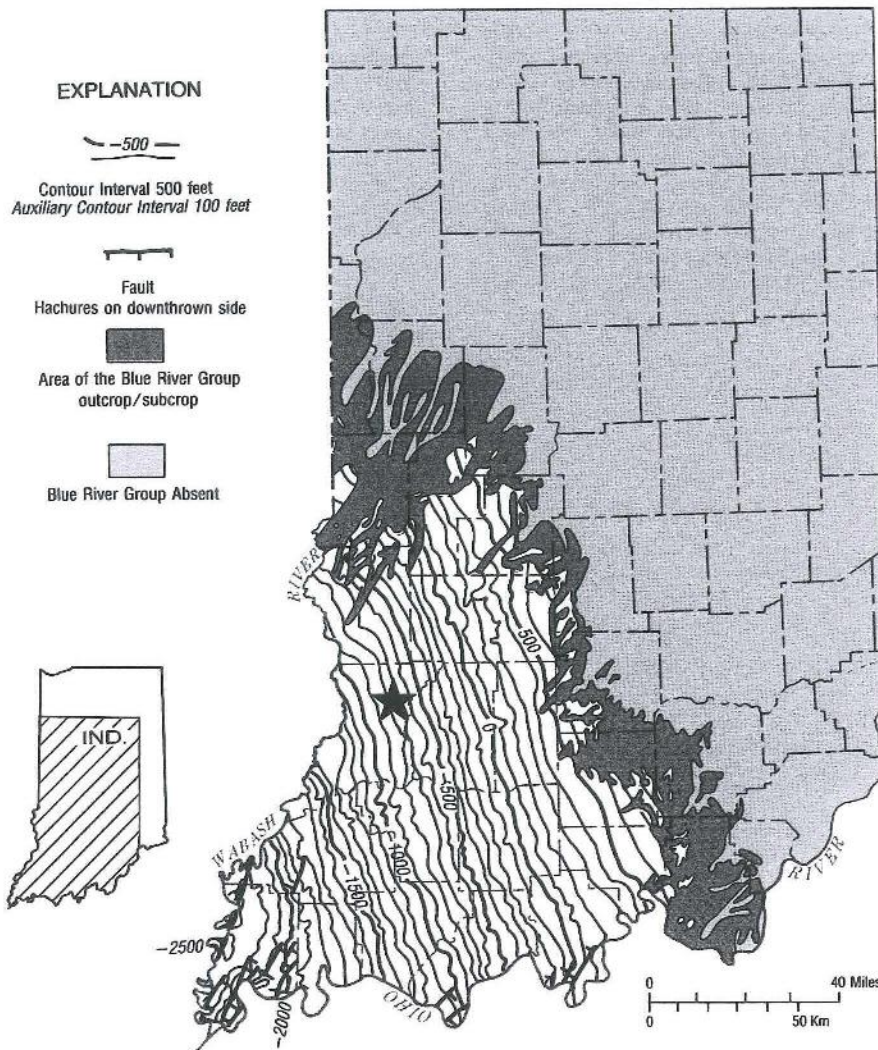 EXPLANATION
-500
Contour Interval 500 feet
Auxiliary Contour Interval 100 feet
Fault
Hachures on downthrown side
Area of the Blue River Group
outcrop/subcrop
Blue River Group Absent
RIVER
500
IND.
-500
WABASH
-1000
-1500
RIVER
-2500
-2000
OHIO
0 40 Miles
0 50 Km